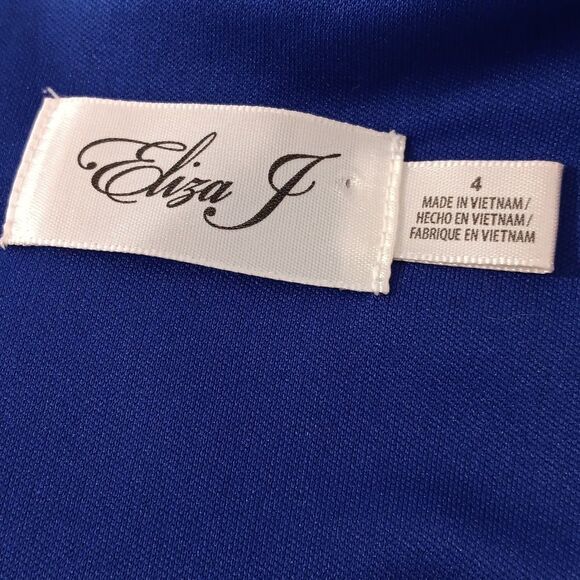 Eliza J
4
MADE IN VIETNAM/
HECHO EN VIETNAM/
FABRIQUE EN VIETNAM